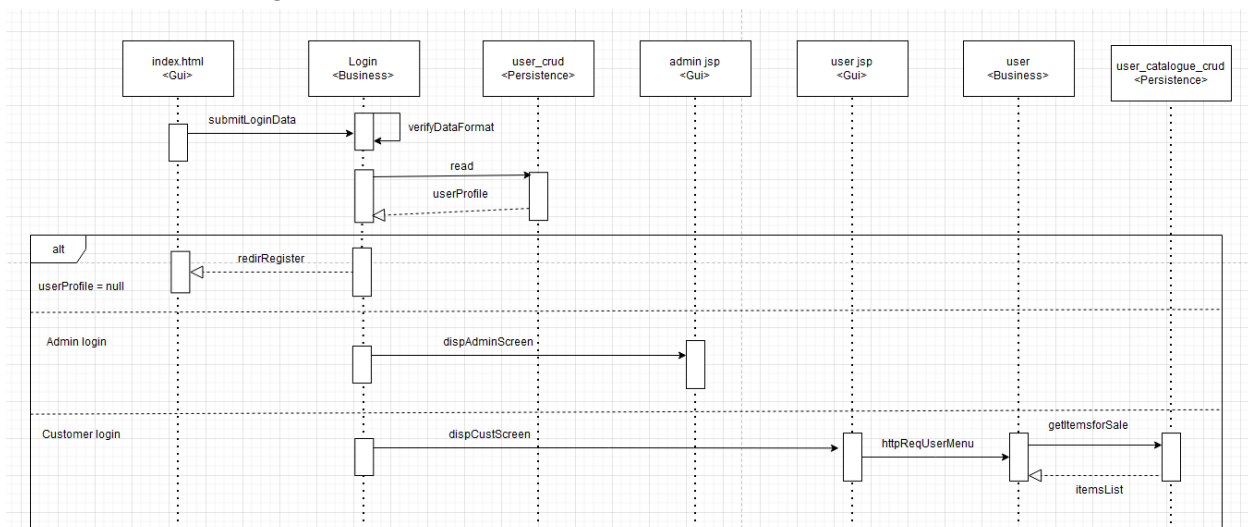 index.html
<Gui>
Login
<Business>
user_crud
<Persistence>
admin jsp
<Gui>
user jsp
<Gui>
user
<Business>
user_catalogue_crud
<Persistence>
submitLoginData
verifyDataFormat
read
userProfile
alt
redirRegister
userProfile = null
Admin login
dispAdminScreen
Customer login
dispCustScreen
httpReqUserMenu
getItemsforSale
itemsList